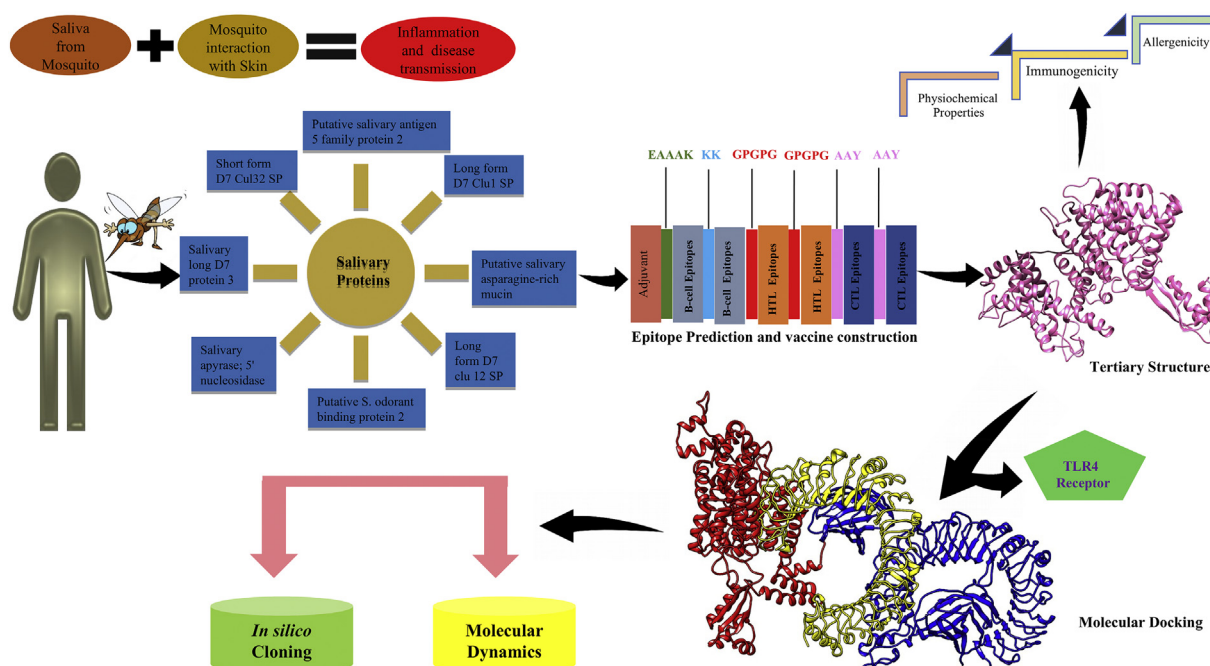 Saliva
from
Mosquito
Mosquito
interaction
with Skin
Inflammation
and disease
transmission
Allergenicity
Immunogenicity
Physiochemical
Properties
Putative salivary antigen
5 family protein 2
Short form
D7 Cul32 SP
Long form
D7 Clu1 SP
Salivary
long D7
protein 3
Salivary
Proteins
Putative salivary
asparagine-rich
mucin
Salivary
apyrase; 5'
nucleosidase
Long
form D7
clu 12 SP
Putative S. odorant
binding protein 2
EAAAK KK GPGPG GPGPG AAY AAY
Adjuvant
B-cell Epitopes
B-cell Epitopes
HTL Epitopes
HTL Epitopes
CTL Epitopes
CTL Epitopes
Epitope Prediction and vaccine construction
Tertiary Structure
TLR4
Receptor
Molecular Docking
In silico
Cloning
Molecular
Dynamics